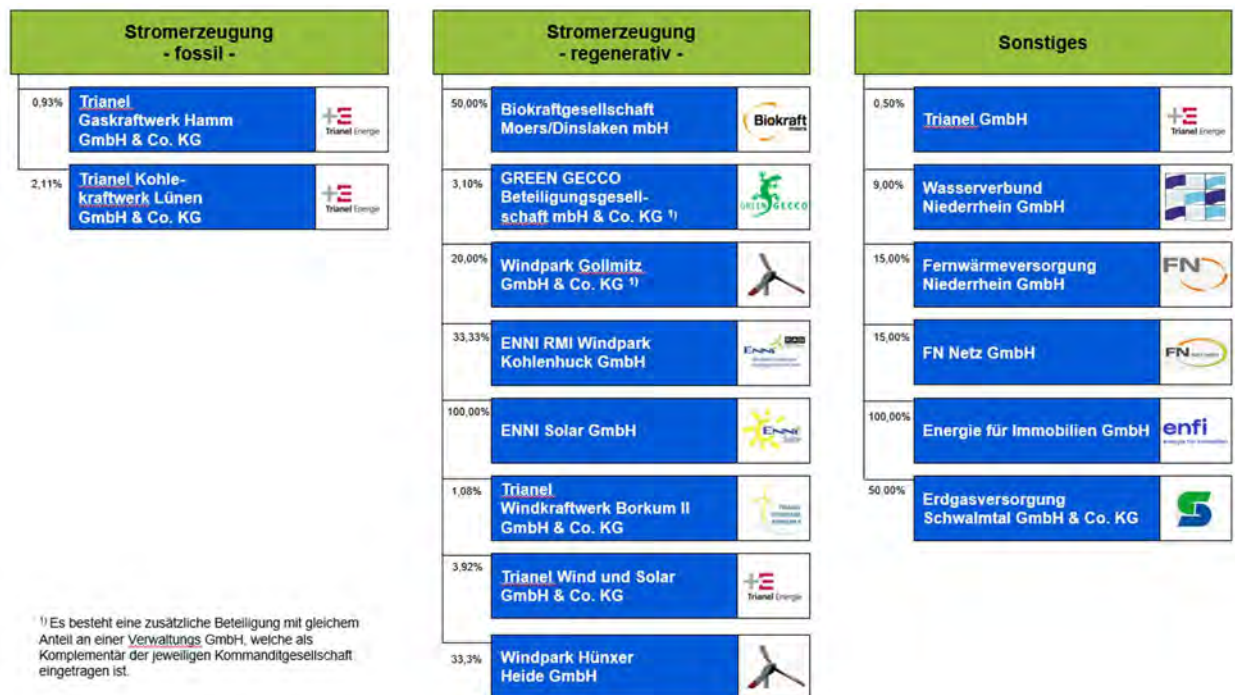 Stromerzeugung
- fossil -
0,93%
Trianel
Gaskraftwerk Hamm
GmbH & Co. KG
Trianel Energie
2,11%
Trianel Kohle-
kraftwerk Lünen
GmbH & Co. KG
Trianel Energie
Stromerzeugung
- regenerativ -
50,00%
Biokraftgesellschaft
Moers/Dinslaken mbH
Biokraft
moers
3,10%
GREEN GECCO
Beteiligungsgesell-
schaft mbH & Co. KG ¹⁾
GREEN GECCO
20,00%
Windpark Gollmitz
GmbH & Co. KG ¹⁾
33,33%
ENNI RMI Windpark
Kohlenhuck GmbH
ENNI
100,00%
ENNI Solar GmbH
ENNI
Solar
1,08%
Trianel
Windkraftwerk Borkum II
GmbH & Co. KG
3,92%
Trianel Wind und Solar
GmbH & Co. KG
Trianel Energie
33,3%
Windpark Hünxer
Heide GmbH
Sonstiges
0,50%
Trianel GmbH
Trianel Energie
9,00%
Wasserverbund
Niederrhein GmbH
15,00%
Fernwärmeversorgung
Niederrhein GmbH
FN
15,00%
FN Netz GmbH
FN
100,00%
Energie für Immobilien GmbH
enfi
energie für immobilien
50,00%
Erdgasversorgung
Schwalmtal GmbH & Co. KG
¹⁾ Es besteht eine zusätzliche Beteiligung mit gleichem
Anteil an einer Verwaltungs GmbH, welche als
Komplementär der jeweiligen Kommanditgesellschaft
eingetragen ist.